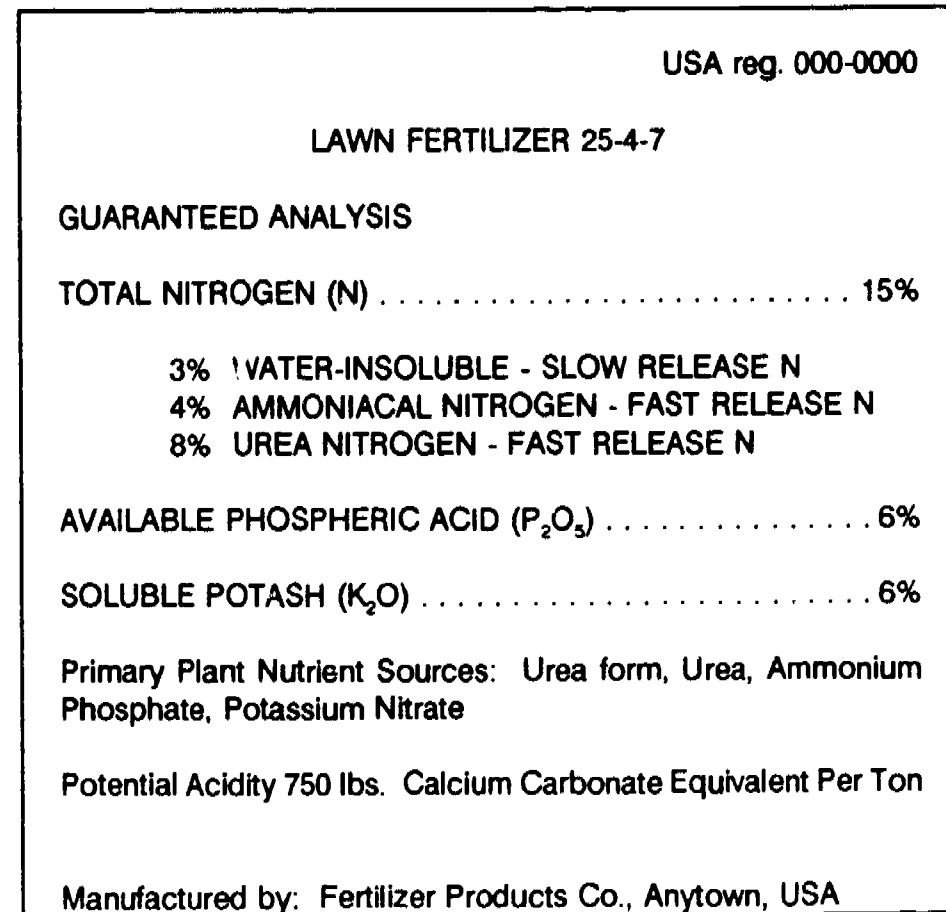 USA reg. 000-0000
LAWN FERTILIZER 25-4-7
GUARANTEED ANALYSIS
TOTAL NITROGEN (N) . . . . . . . . . . . . . . . . . . . . . . . . . . 15%
3% WATER-INSOLUBLE - SLOW RELEASE N
4% AMMONIACAL NITROGEN - FAST RELEASE N
8% UREA NITROGEN - FAST RELEASE N
AVAILABLE PHOSPHERIC ACID (P₂O₅) . . . . . . . . . . . . . . . 6%
SOLUBLE POTASH (K₂O) . . . . . . . . . . . . . . . . . . . . . . . . . 6%
Primary Plant Nutrient Sources: Urea form, Urea, Ammonium
Phosphate, Potassium Nitrate
Potential Acidity 750 lbs. Calcium Carbonate Equivalent Per Ton
Manufactured by: Fertilizer Products Co., Anytown, USA